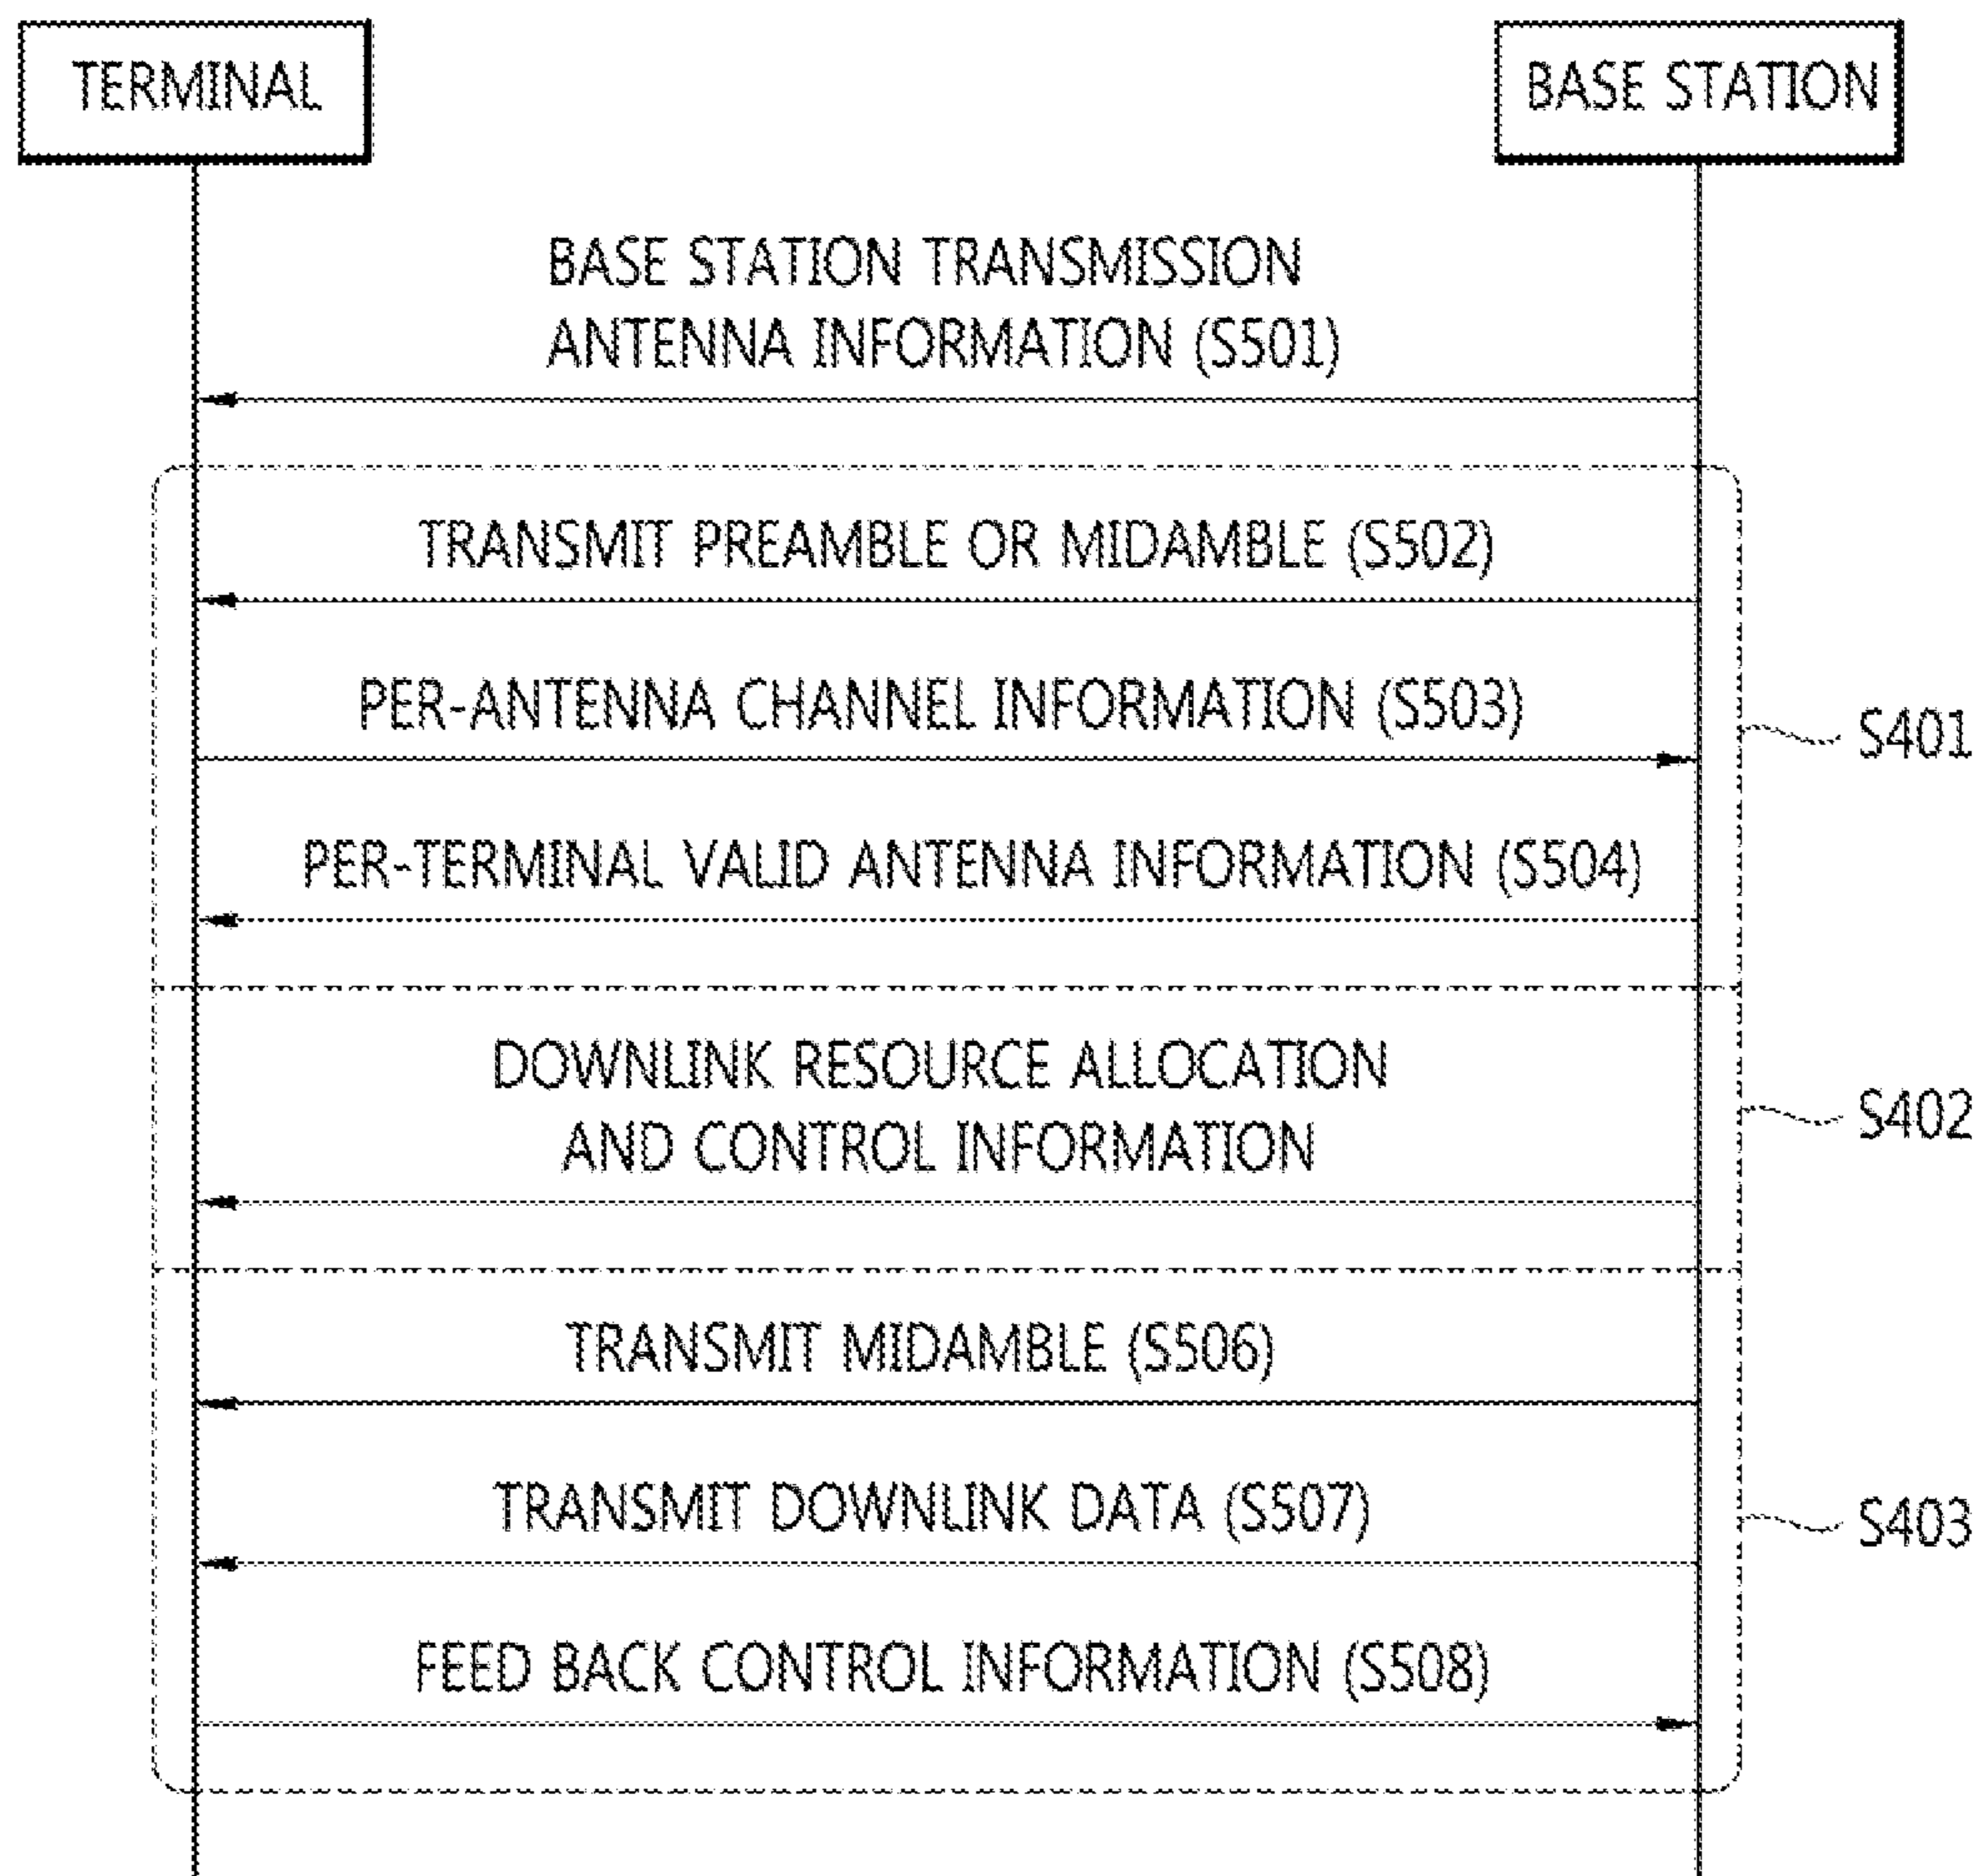 TERMINAL
BASE STATION
BASE STATION TRANSMISSION
ANTENNA INFORMATION (S501)
TRANSMIT PREAMBLE OR MIDAMBLE (S502)
PER-ANTENNA CHANNEL INFORMATION (S503)
S401
PER-TERMINAL VALID ANTENNA INFORMATION (S504)
DOWNLINK RESOURCE ALLOCATION
AND CONTROL INFORMATION
S402
TRANSMIT MIDAMBLE (S506)
TRANSMIT DOWNLINK DATA (S507)
S403
FEED BACK CONTROL INFORMATION (S508)